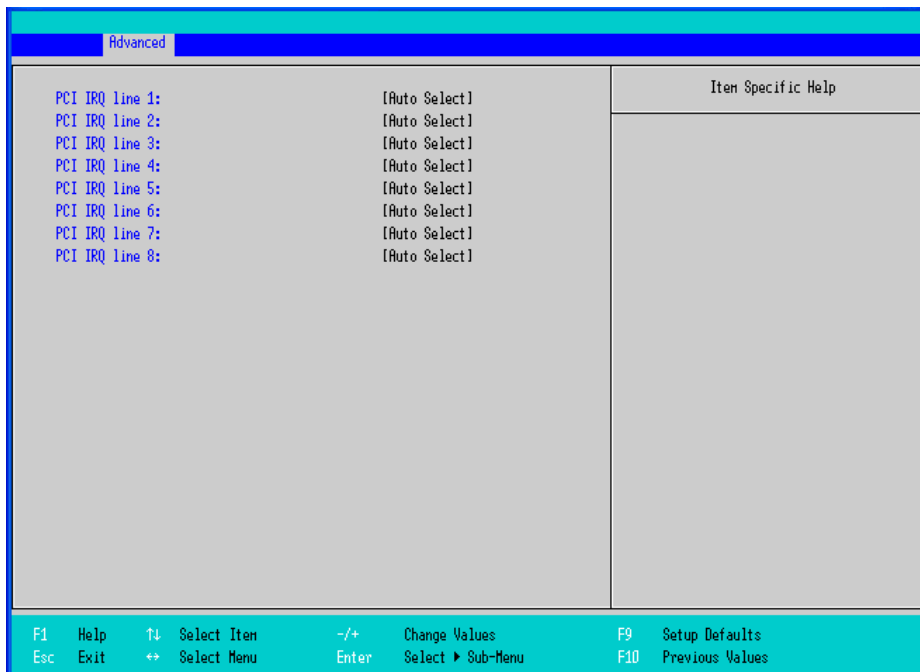 Advanced
Item Specific Help
PCI IRQ line 1: [Auto Select]
PCI IRQ line 2: [Auto Select]
PCI IRQ line 3: [Auto Select]
PCI IRQ line 4: [Auto Select]
PCI IRQ line 5: [Auto Select]
PCI IRQ line 6: [Auto Select]
PCI IRQ line 7: [Auto Select]
PCI IRQ line 8: [Auto Select]
F1 Help ↑↓ Select Item -/+ Change Values F9 Setup Defaults
Esc Exit ↔ Select Menu Enter Select ▶ Sub-Menu F10 Previous Values